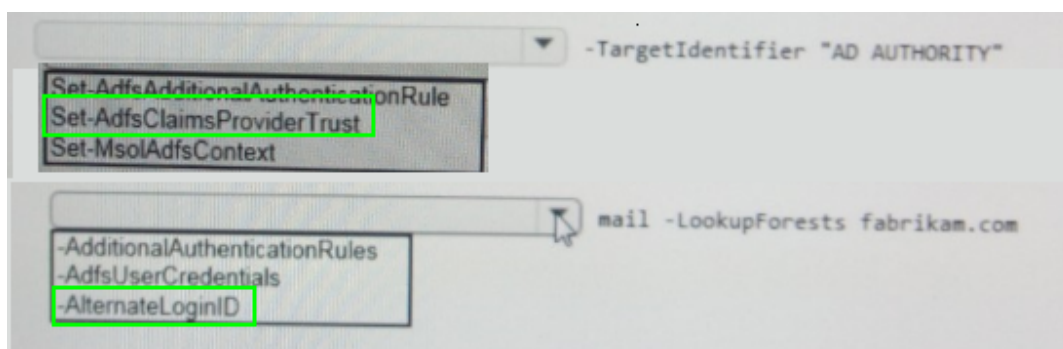 -TargetIdentifier "AD AUTHORITY"
Set-AdfsAdditionalAuthenticationRule
Set-AdfsClaimsProviderTrust
Set-MsolAdfsContext
mail -LookupForests fabrikam.com
-AdditionalAuthenticationRules
-AdfsUserCredentials
-AlternateLoginID